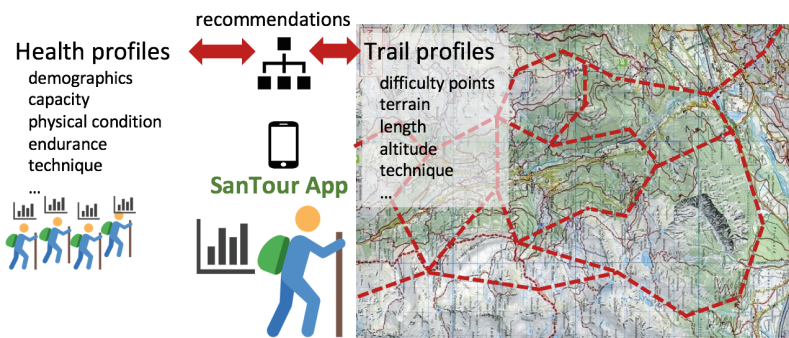 recommendations
Health profiles
demographics
capacity
physical condition
endurance
technique
...
Trail profiles
difficulty points
terrain
length
altitude
technique
...
SanTour App